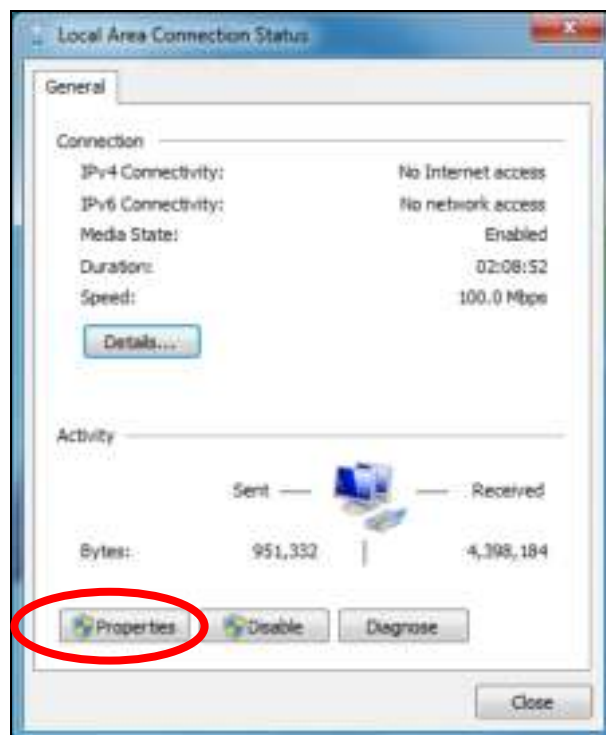 Local Area Connection Status
General
Connection
IPv4 Connectivity: No Internet access
IPv6 Connectivity: No network access
Media State: Enabled
Duration: 02:08:52
Speed: 100.0 Mbps
Details...
Activity
Sent — Received
Bytes: 951,332 4,398,184
Properties Disable Diagnose
Close